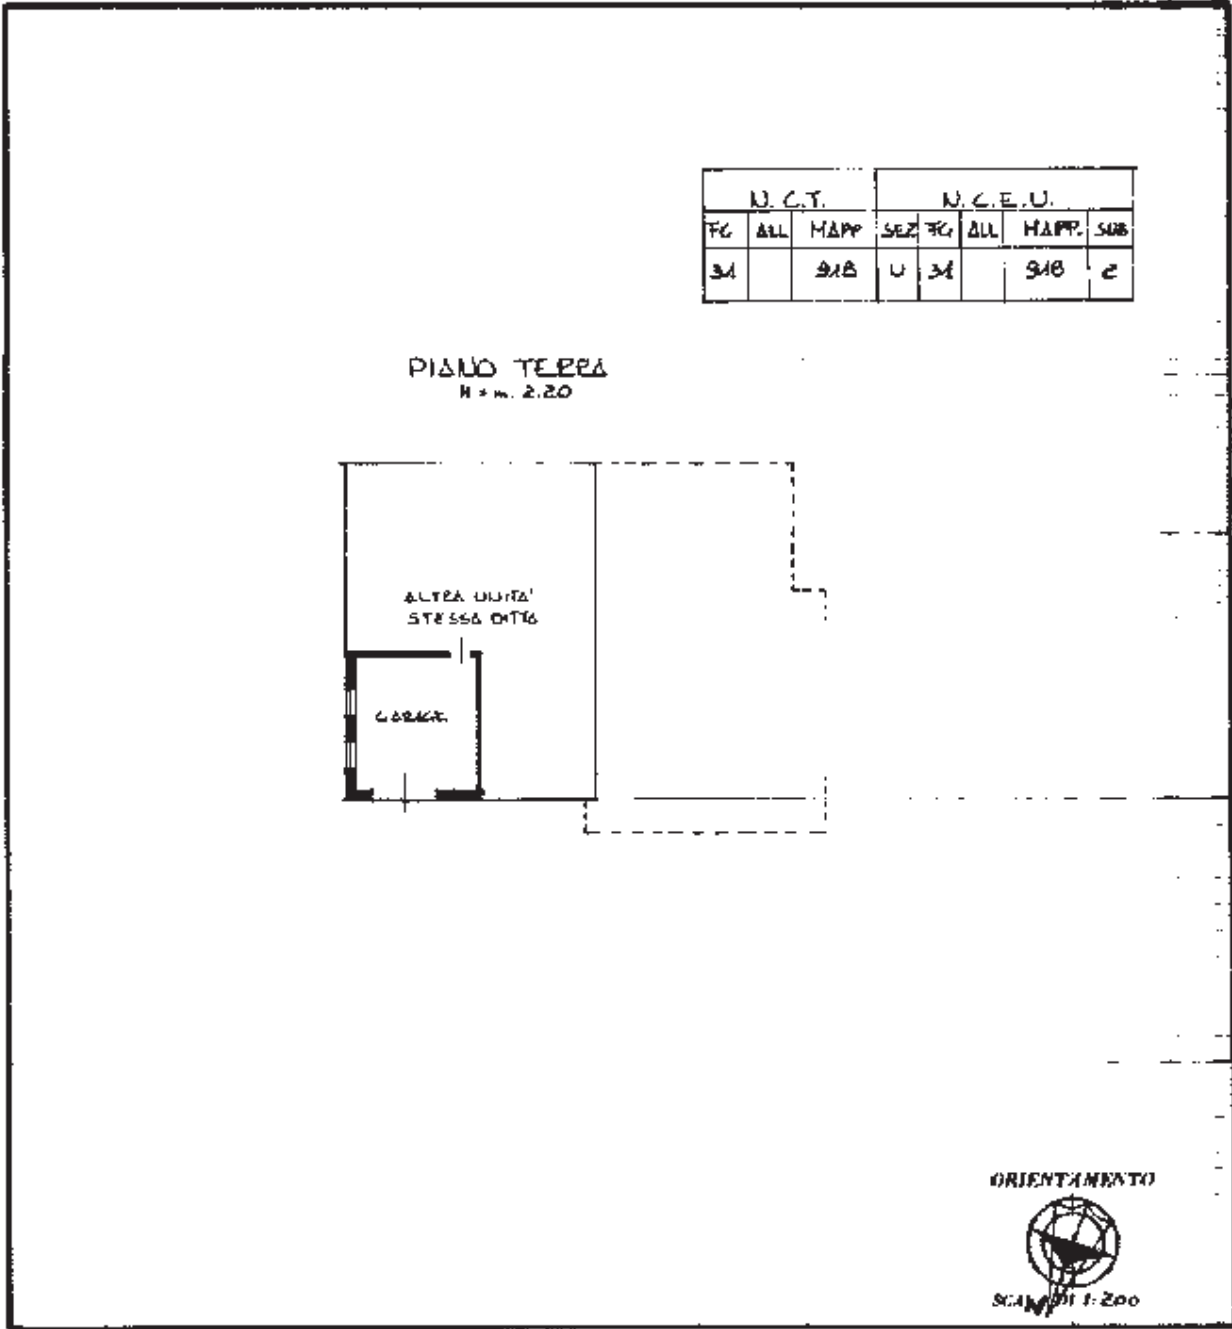 N. C.T. N. C. E. U.
FG ALL MAPP SEZ FG ALL MAPP. SUB
31 918 U 31 918 2
PIANO TERRA
H = m. 2.20
ALTRA UNITA'
STESSA DITTA
GARAGE
ORIENTAMENTO
SCALA DI 1: 200